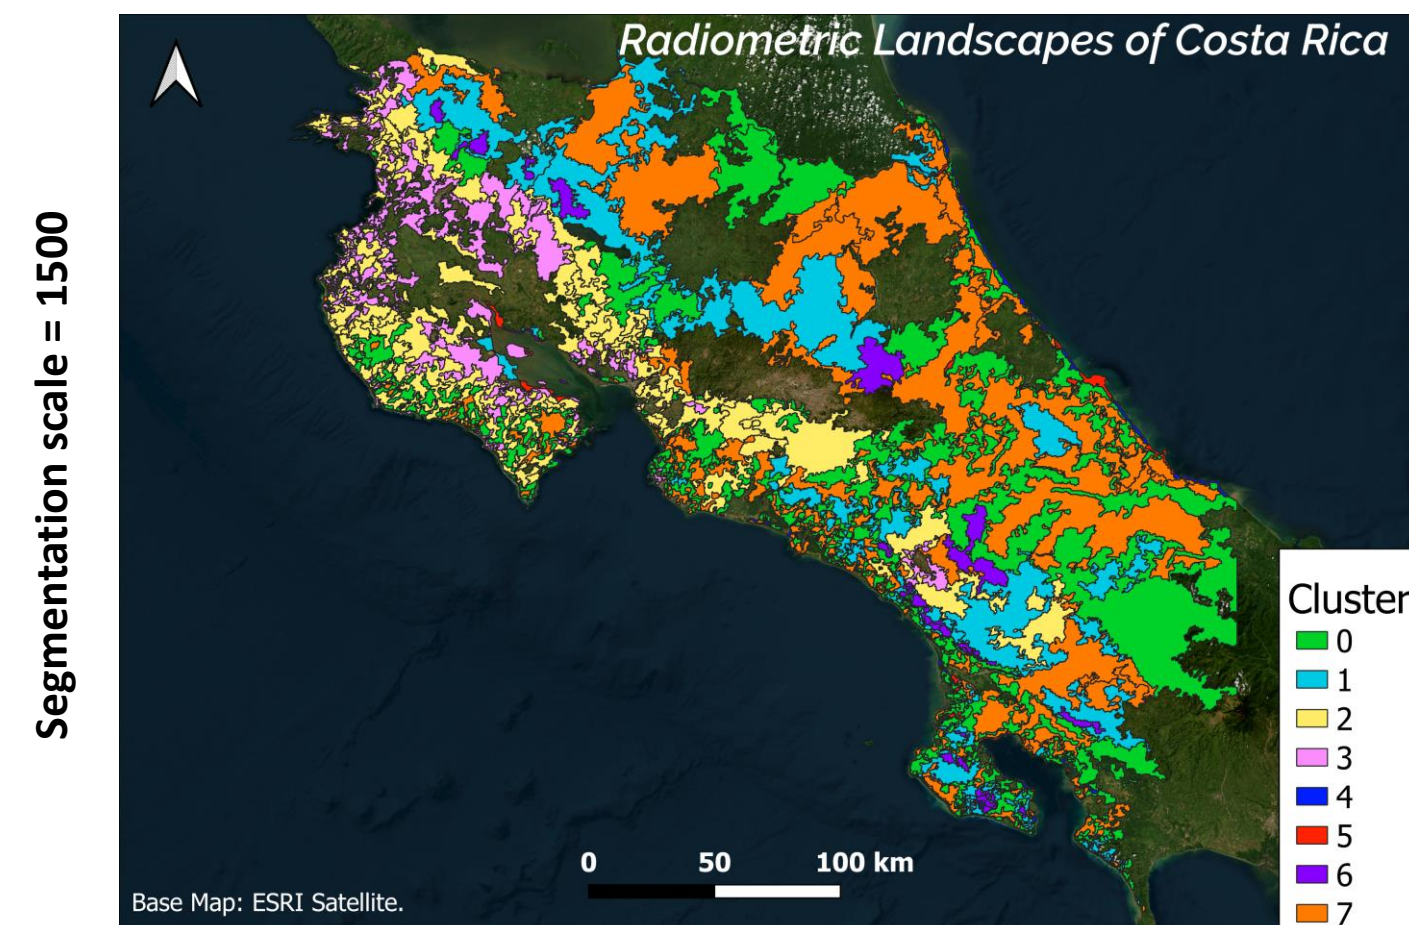 Radiometric Landscapes of Costa Rica
Segmentation scale = 1500
Cluster
0
1
2
3
4
5
6
7
0 50 100 km
Base Map: ESRI Satellite.